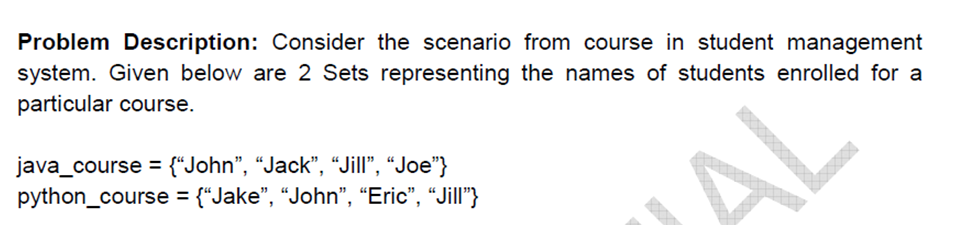 Problem Description: Consider the scenario from course in student management
system. Given below are 2 Sets representing the names of students enrolled for a
particular course.
java_course = {“John”, “Jack”, “Jill”, “Joe”}
python_course = {“Jake”, “John”, “Eric”, “Jill”}